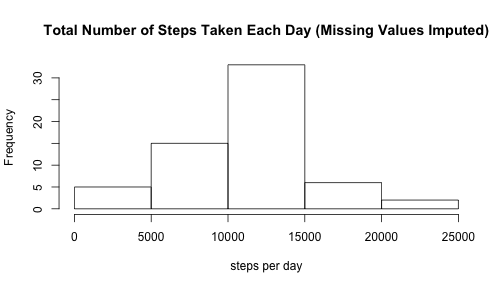 Total Number of Steps Taken Each Day (Missing Values Imputed)
Frequency
30
20
10
5
0
0 5000 10000 15000 20000 25000
steps per day